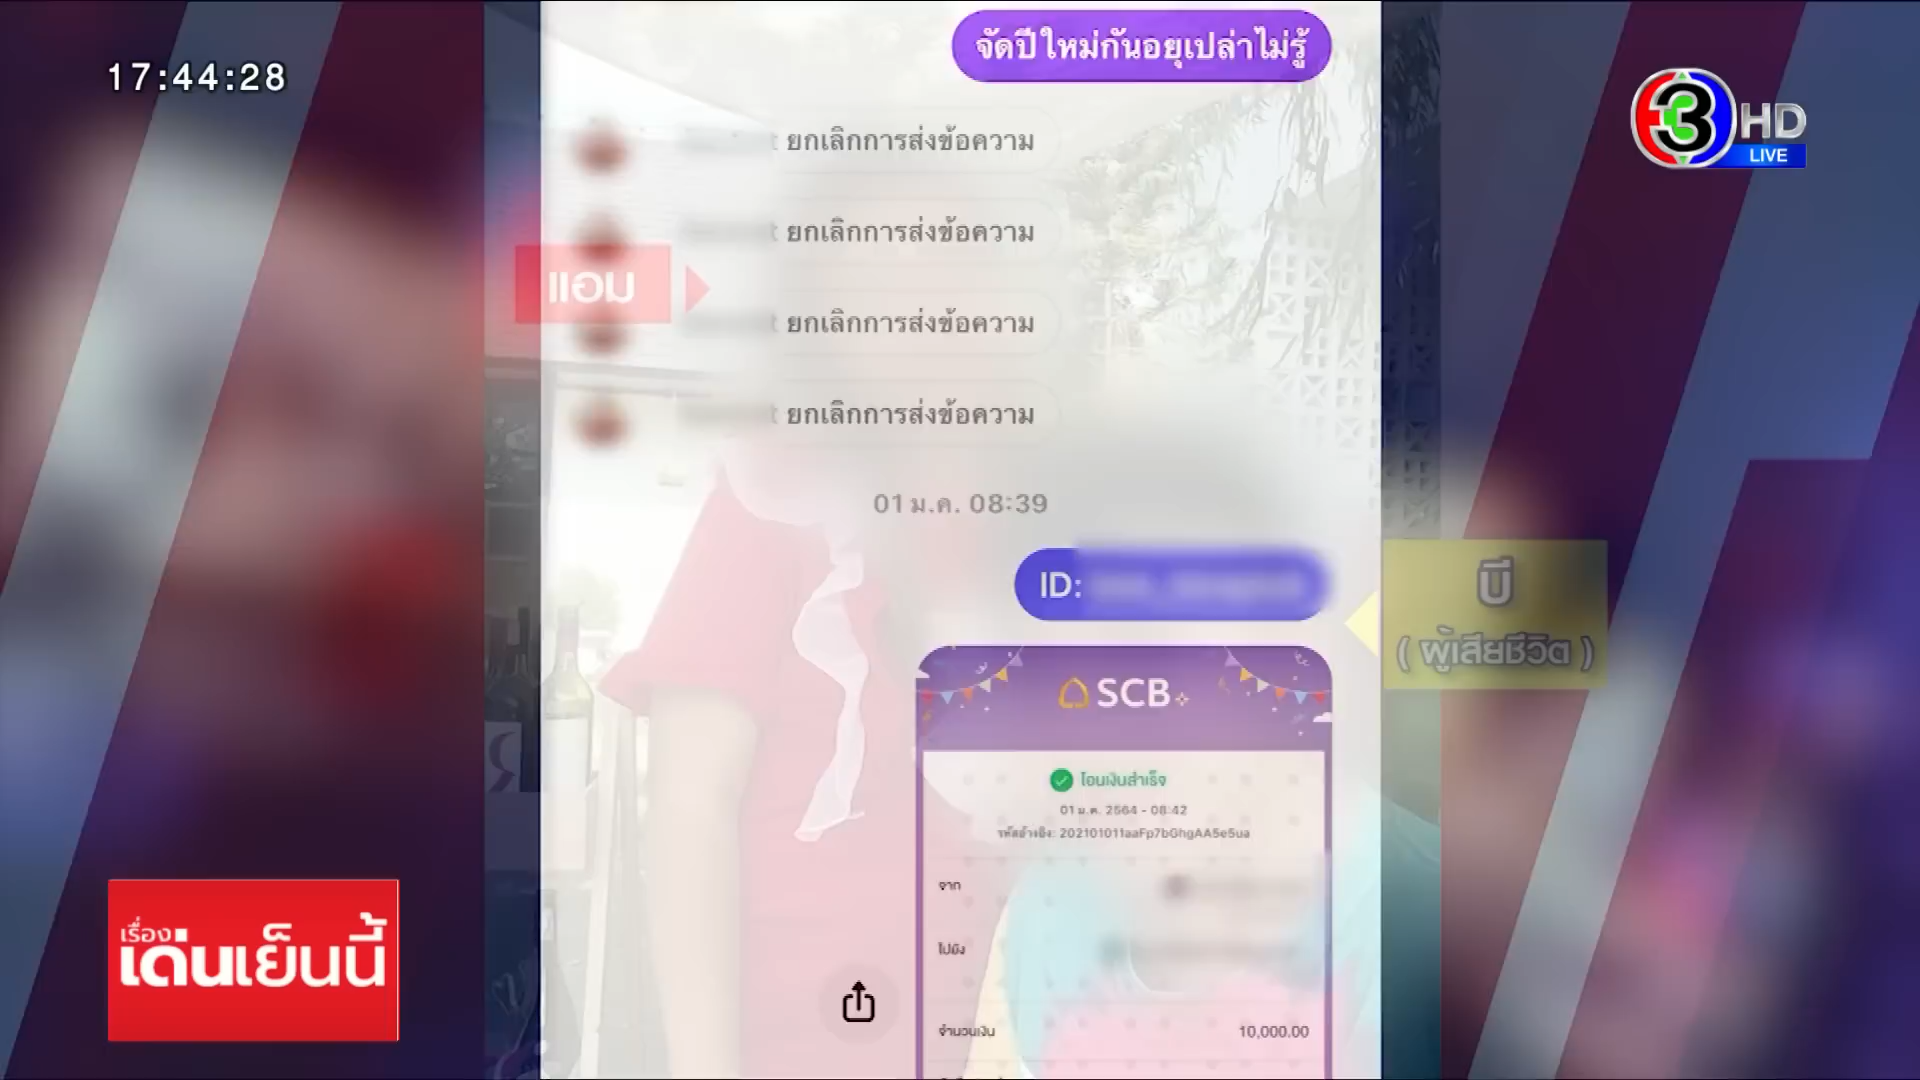 17:44:28
3 HD
LIVE
จัดปีใหม่กันอยุเปล่าไม่รู้
ยกเลิกการส่งข้อความ
ยกเลิกการส่งข้อความ
แอม
ยกเลิกการส่งข้อความ
ยกเลิกการส่งข้อความ
01 ม.ค. 08:39
ID:
บี
( ผู้เสียชีวิต )
SCB
โอนเงินสำเร็จ
01 ม.ค. 2564 - 08:42
รหัสอ้างอิง: 202101011aaFp7bGhgAA5e5ua
จาก
ไปยัง
จำนวนเงิน 10,000.00
เรื่อง
เด่นเย็นนี้